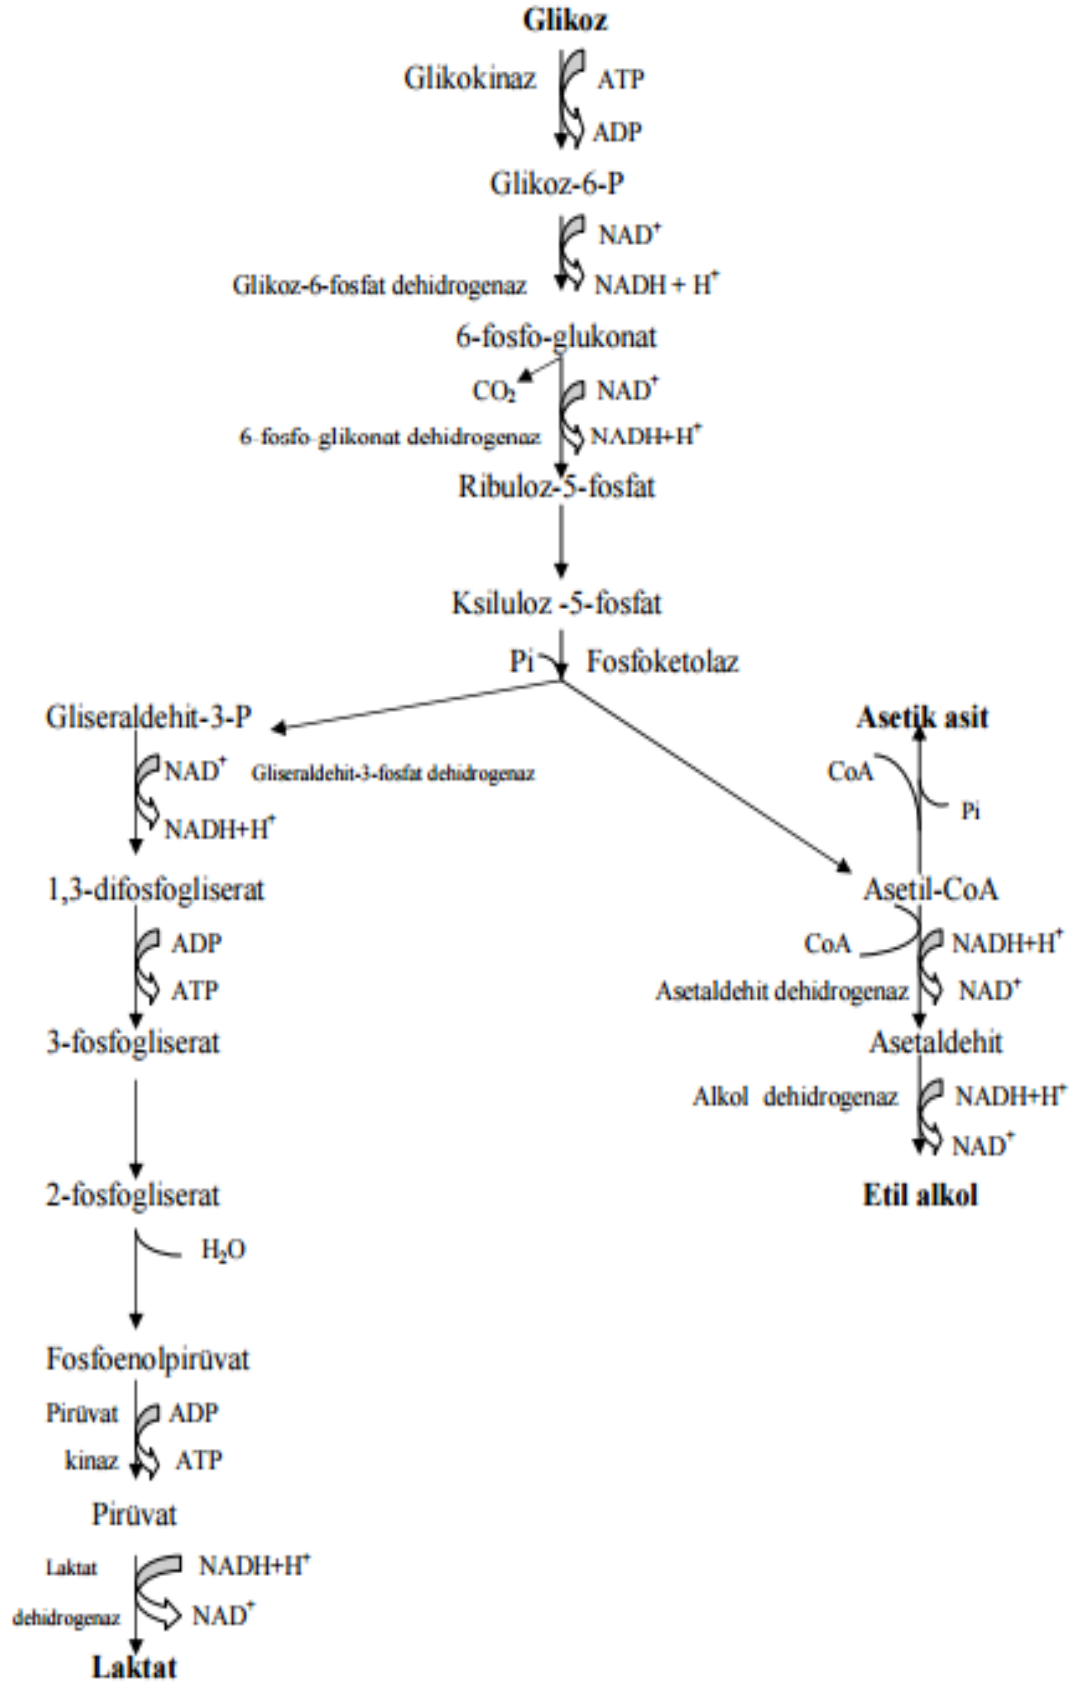 Glikoz
Glikokinaz
ATP
ADP
Glikoz-6-P
NAD⁺
Glikoz-6-fosfat dehidrogenaz
NADH + H⁺
6-fosfo-glukonat
CO₂
NAD⁺
6-fosfo-glikonat dehidrogenaz
NADH+H⁺
Ribuloz-5-fosfat
Ksiluloz -5-fosfat
Pi
Fosfoketolaz
Gliseraldehit-3-P
NAD⁺
Gliseraldehit-3-fosfat dehidrogenaz
NADH+H⁺
1,3-difosfogliserat
ADP
ATP
3-fosfogliserat
2-fosfogliserat
H₂O
Fosfoenolpirüvat
Pirüvat
kinaz
ADP
ATP
Pirüvat
Laktat
dehidrogenaz
NADH+H⁺
NAD⁺
Laktat
Asetik asit
CoA
Pi
Asetil-CoA
CoA
NADH+H⁺
Asetaldehit dehidrogenaz
NAD⁺
Asetaldehit
Alkol dehidrogenaz
NADH+H⁺
NAD⁺
Etil alkol